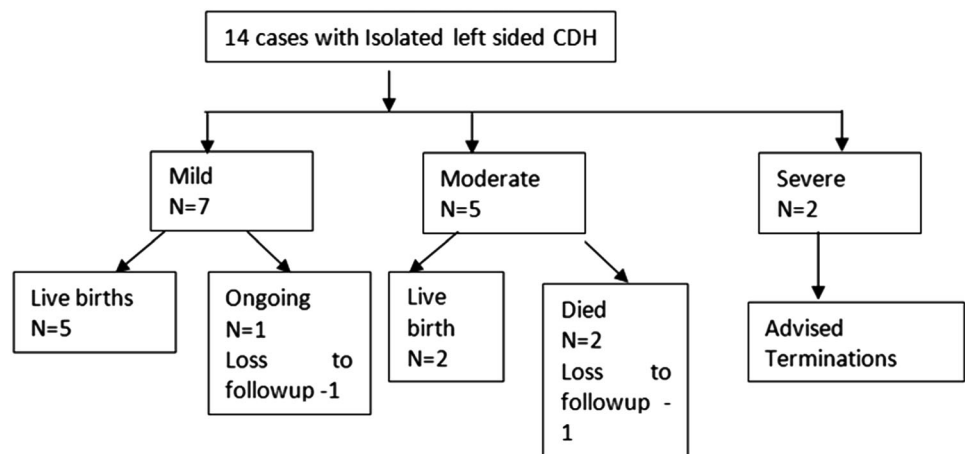 14 cases with Isolated left sided CDH
Mild
N=7
Moderate
N=5
Severe
N=2
Live births
N=5
Ongoing
N=1
Loss to
followup -1
Live
birth
N=2
Died
N=2
Loss to
followup -
1
Advised
Terminations